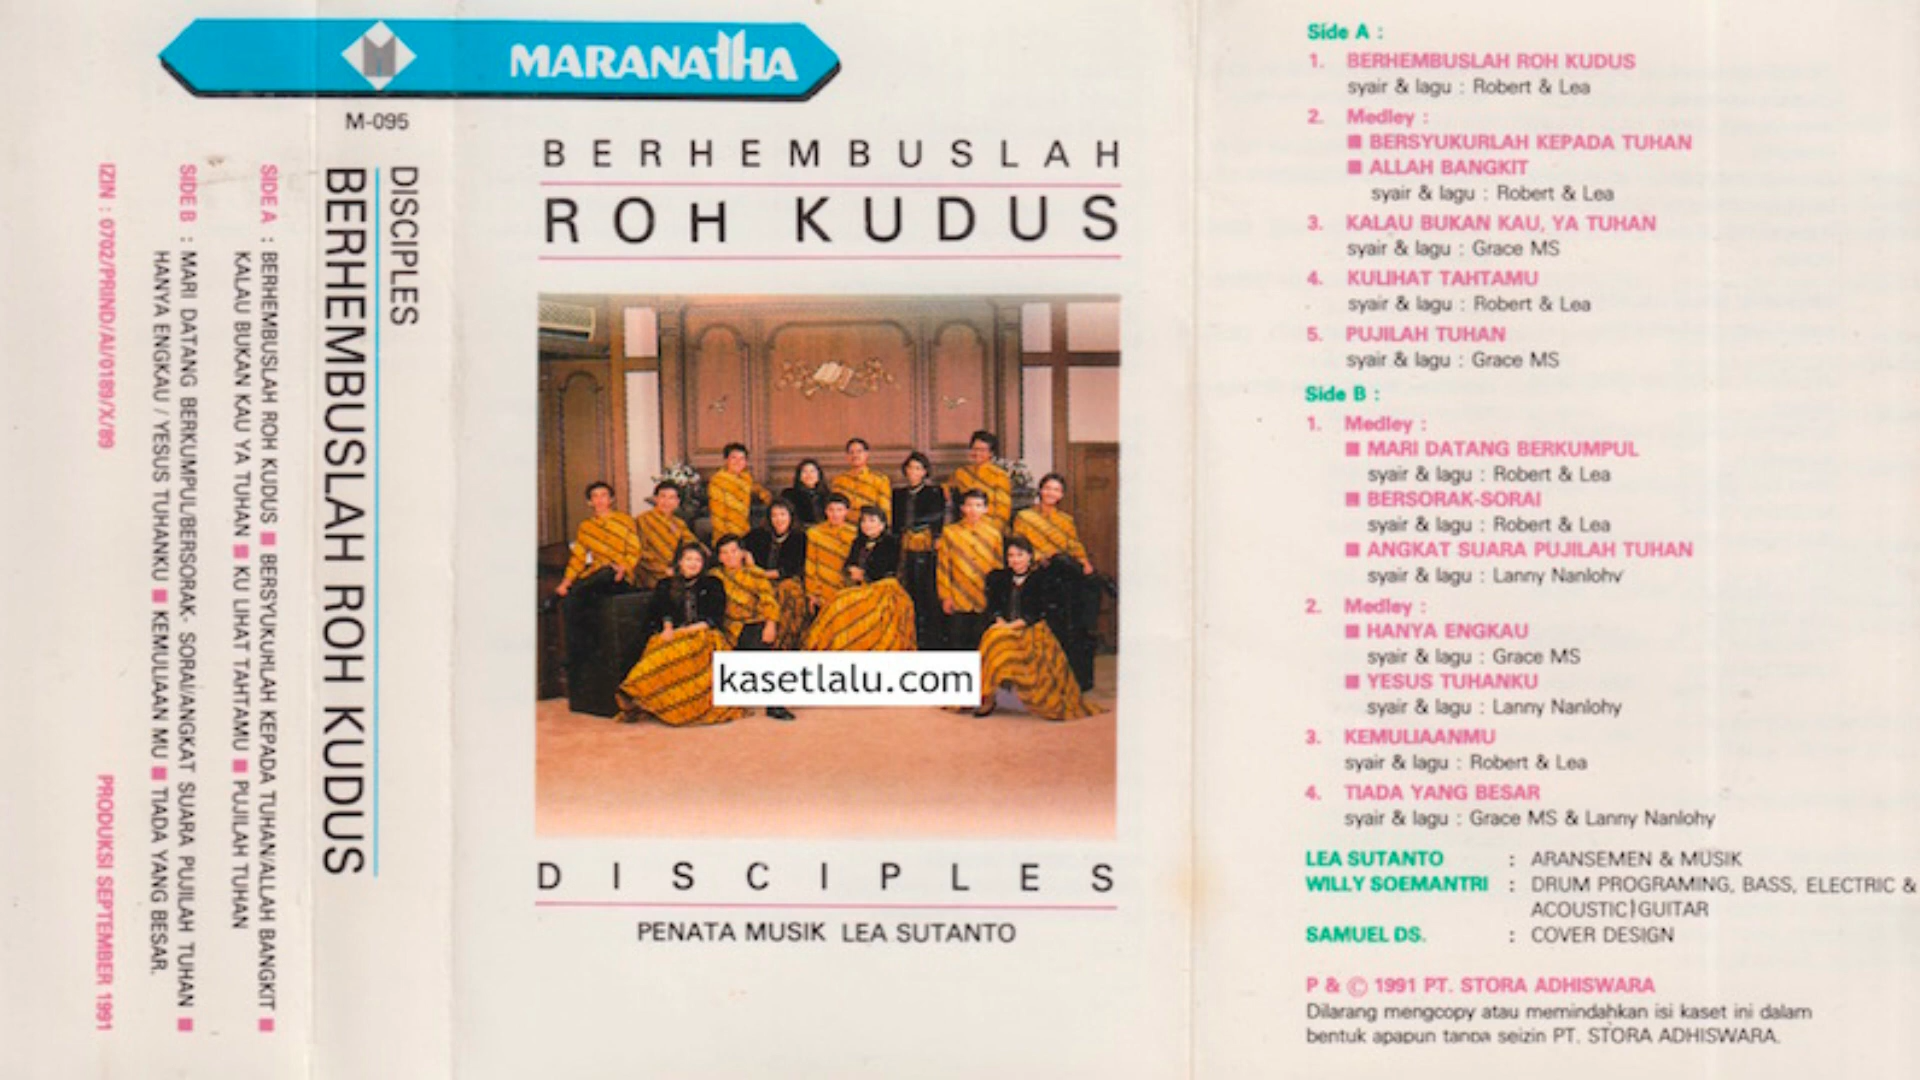 MARANATHA
M-095
DISCIPLES
BERHEMBUSLAH ROH KUDUS
SIDE A : BERHEMBUSLAH ROH KUDUS ■ BERSYUKUHLAH KEPADA TUHAN/ALLAH BANGKIT ■
KALAU BUKAN KAU YA TUHAN ■ KU LIHAT TAHTAMU ■ PUJILAH TUHAN
SIDE B : MARI DATANG BERKUMPUL/BERSORAK- SORAI/ANGKAT SUARA PUJILAH TUHAN ■
HANYA ENGKAU / YESUS TUHANKU ■ KEMULIAAN MU ■ TIADA YANG BESAR.
IZIN : 0702/PRIND/AI/0189/X/89 PRODUKSI SEPTEMBER 1991
BERHEMBUSLAH
ROH KUDUS
kasetlalu.com
DISCIPLES
PENATA MUSIK LEA SUTANTO
Side A :
1. BERHEMBUSLAH ROH KUDUS
syair & lagu : Robert & Lea
2. Medley :
■ BERSYUKURLAH KEPADA TUHAN
■ ALLAH BANGKIT
syair & lagu : Robert & Lea
3. KALAU BUKAN KAU, YA TUHAN
syair & lagu : Grace MS
4. KULIHAT TAHTAMU
syair & lagu : Robert & Lea
5. PUJILAH TUHAN
syair & lagu : Grace MS
Side B :
1. Medley :
■ MARI DATANG BERKUMPUL
syair & lagu : Robert & Lea
■ BERSORAK-SORAI
syair & lagu : Robert & Lea
■ ANGKAT SUARA PUJILAH TUHAN
syair & lagu : Lanny Nanlohy
2. Medley :
■ HANYA ENGKAU
syair & lagu : Grace MS
■ YESUS TUHANKU
syair & lagu : Lanny Nanlohy
3. KEMULIAANMU
syair & lagu : Robert & Lea
4. TIADA YANG BESAR
syair & lagu : Grace MS & Lanny Nanlohy
LEA SUTANTO : ARANSEMEN & MUSIK
WILLY SOEMANTRI : DRUM PROGRAMING, BASS, ELECTRIC &
ACOUSTIC GUITAR
SAMUEL DS. : COVER DESIGN
P & © 1991 PT. STORA ADHISWARA
Dilarang mengcopy atau memindahkan isi kaset ini dalam
bentuk apapun tanpa seizin PT. STORA ADHISWARA.